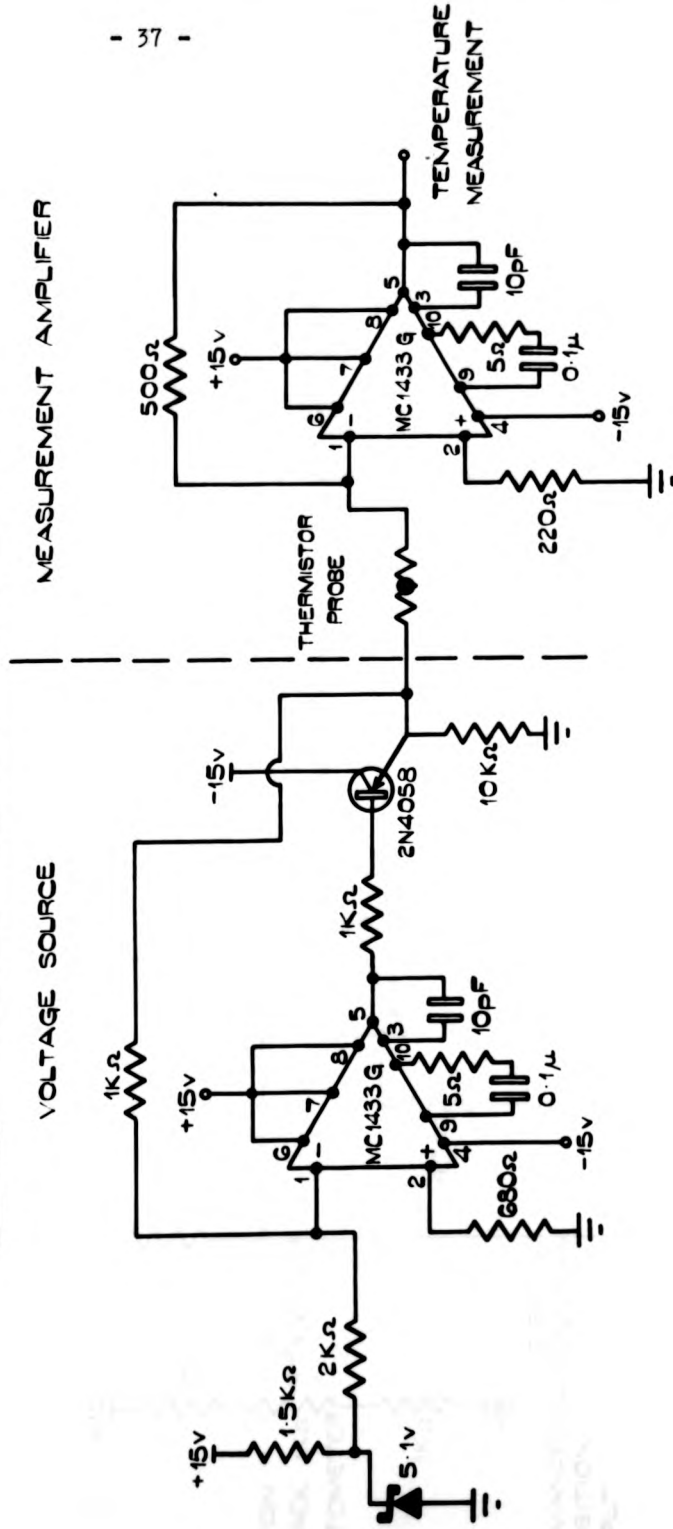 - 37 -
VOLTAGE SOURCE
MEASUREMENT AMPLIFIER
+15v
1·5KΩ
5·1v
2KΩ
1KΩ
+15v
6
7
8
1
-
MC1433 G
5
3
10
2
+
4
9
10pF
5Ω
0·1μ
680Ω
-15v
1KΩ
-15v
2N4058
10KΩ
THERMISTOR
PROBE
500Ω
+15v
6
7
8
1
-
MC1433 G
5
3
10
2
+
4
9
10pF
5Ω
0·1μ
220Ω
-15v
TEMPERATURE
MEASUREMENT